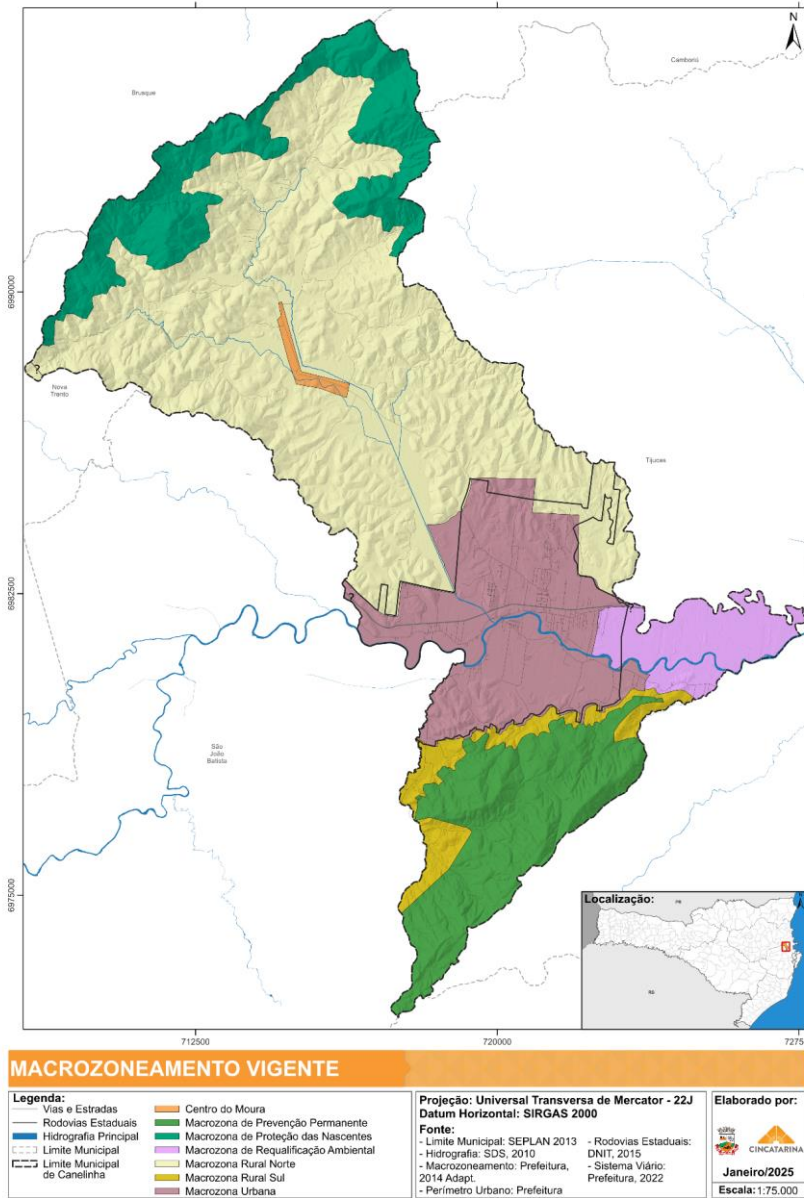 N
Camboriú
Brusque
6990000
?
Nova
Trento
Tijucas
6982500
?
?
São
João
Batista
6975000
Localização:
PR
RS
712500
720000
7275
MACROZONEAMENTO VIGENTE
Legenda:
Vias e Estradas
Rodovias Estaduais
Hidrografia Principal
Limite Municipal
Limite Municipal
de Canelinha
Centro do Moura
Macrozona de Prevenção Permanente
Macrozona de Proteção das Nascentes
Macrozona de Requalificação Ambiental
Macrozona Rural Norte
Macrozona Rural Sul
Macrozona Urbana
Projeção: Universal Transversa de Mercator - 22J
Datum Horizontal: SIRGAS 2000
Fonte:
- Limite Municipal: SEPLAN 2013
- Hidrografia: SDS, 2010
- Macrozoneamento: Prefeitura,
2014 Adapt.
- Perímetro Urbano: Prefeitura
- Rodovias Estaduais:
DNIT, 2015
- Sistema Viário:
Prefeitura, 2022
Elaborado por:
CINCATARINA
Janeiro/2025
Escala: 1:75.000